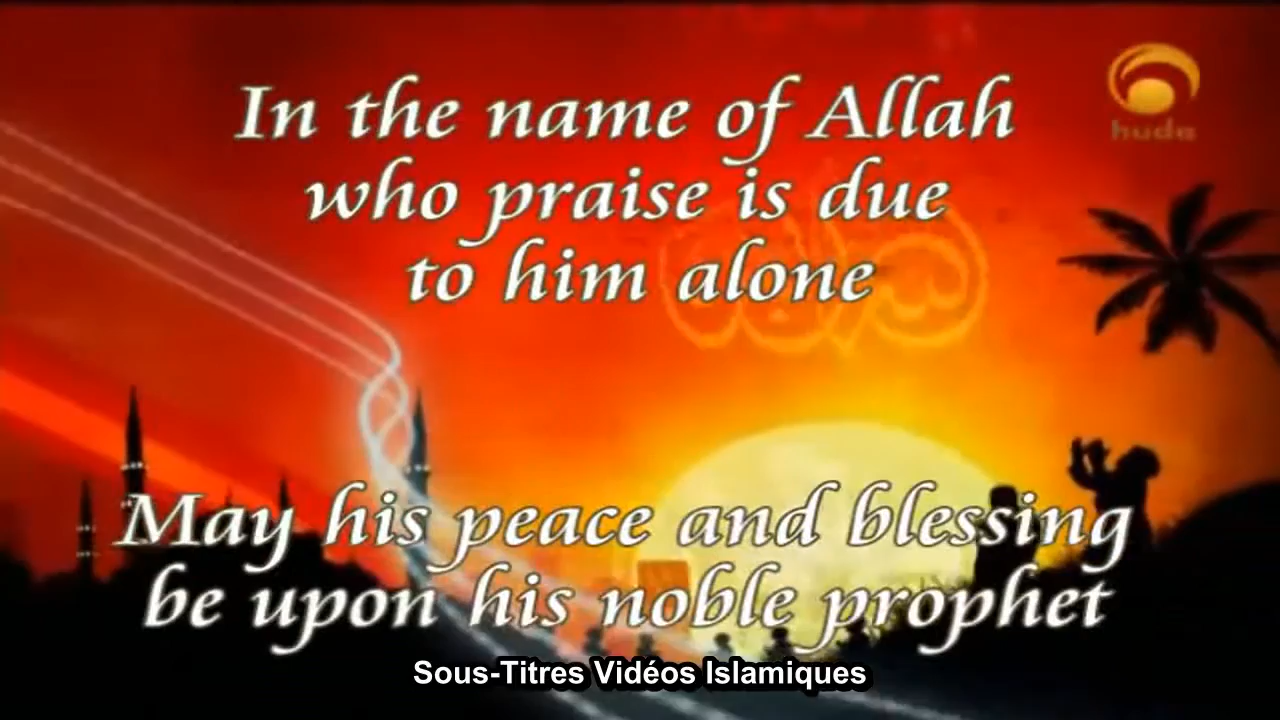 huda
In the name of Allah
who praise is due
to him alone
May his peace and blessing
be upon his noble prophet
Sous-Titres Vidéos Islamiques